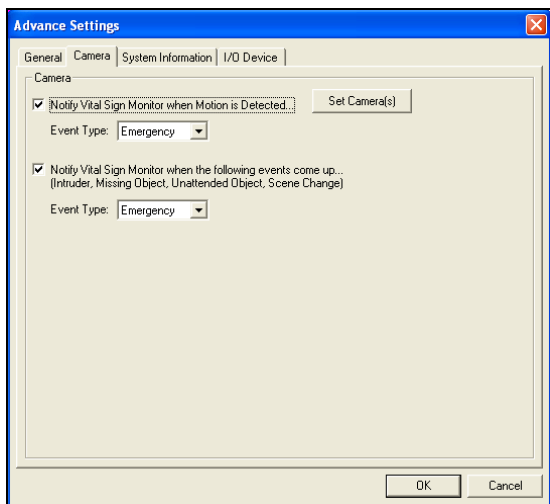 Advance Settings
General Camera System Information I/O Device
Camera
Notify Vital Sign Monitor when Motion is Detected... Set Camera(s)
Event Type: Emergency
Notify Vital Sign Monitor when the following events come up...
(Intruder, Missing Object, Unattended Object, Scene Change)
Event Type: Emergency
OK Cancel